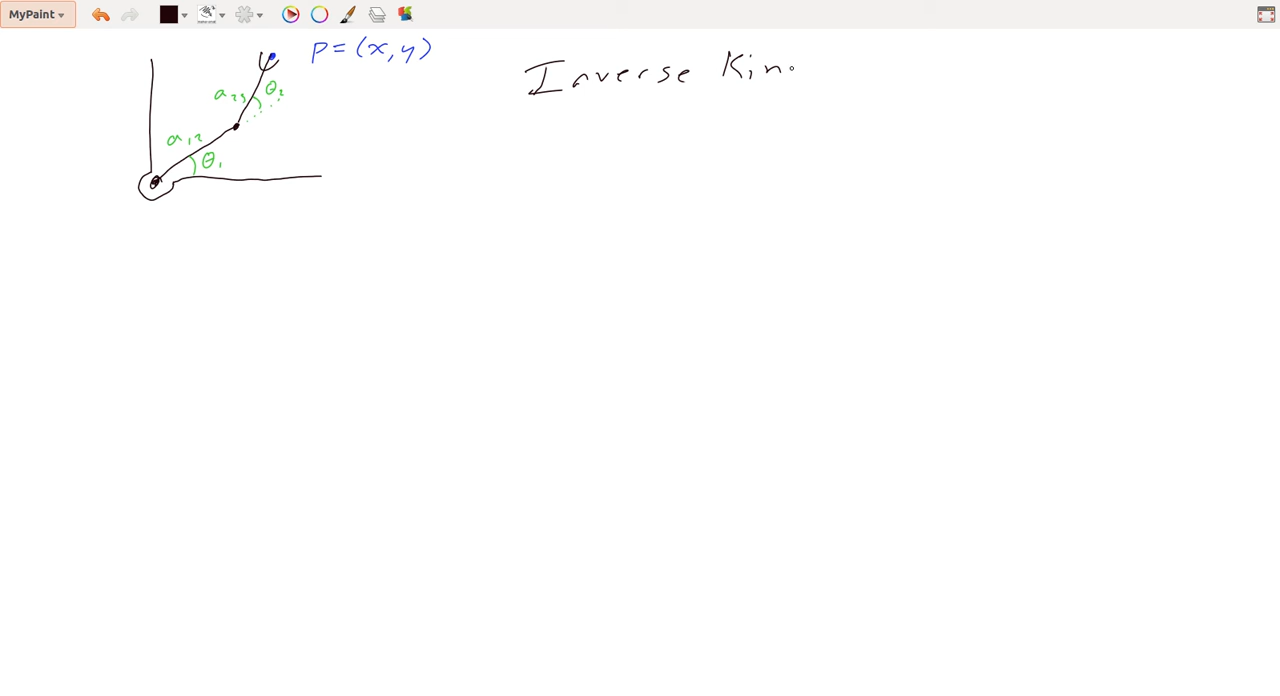 MyPaint
P = (x, y)
Inverse Kin.
a₂₃ θ₂
a₁₂
θ₁